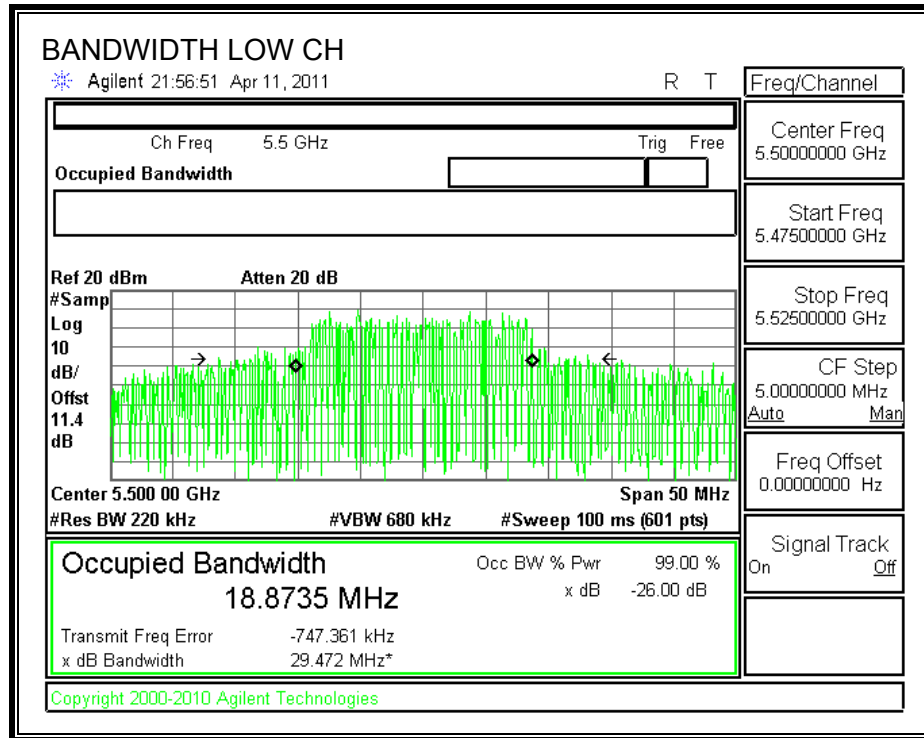 BANDWIDTH LOW CH
Agilent 21:56:51 Apr 11, 2011 R T
Freq/Channel
Ch Freq 5.5 GHz Trig Free
Occupied Bandwidth
Center Freq
5.50000000 GHz
Start Freq
5.47500000 GHz
Stop Freq
5.52500000 GHz
CF Step
5.00000000 MHz
Auto Man
Freq Offset
0.00000000 Hz
Signal Track
On Off
Ref 20 dBm Atten 20 dB
#Samp
Log
10
dB/
Offst
11.4
dB
Center 5.500 00 GHz Span 50 MHz
#Res BW 220 kHz #VBW 680 kHz #Sweep 100 ms (601 pts)
Occupied Bandwidth Occ BW % Pwr 99.00 %
18.8735 MHz x dB -26.00 dB
Transmit Freq Error -747.361 kHz
x dB Bandwidth 29.472 MHz*
Copyright 2000-2010 Agilent Technologies